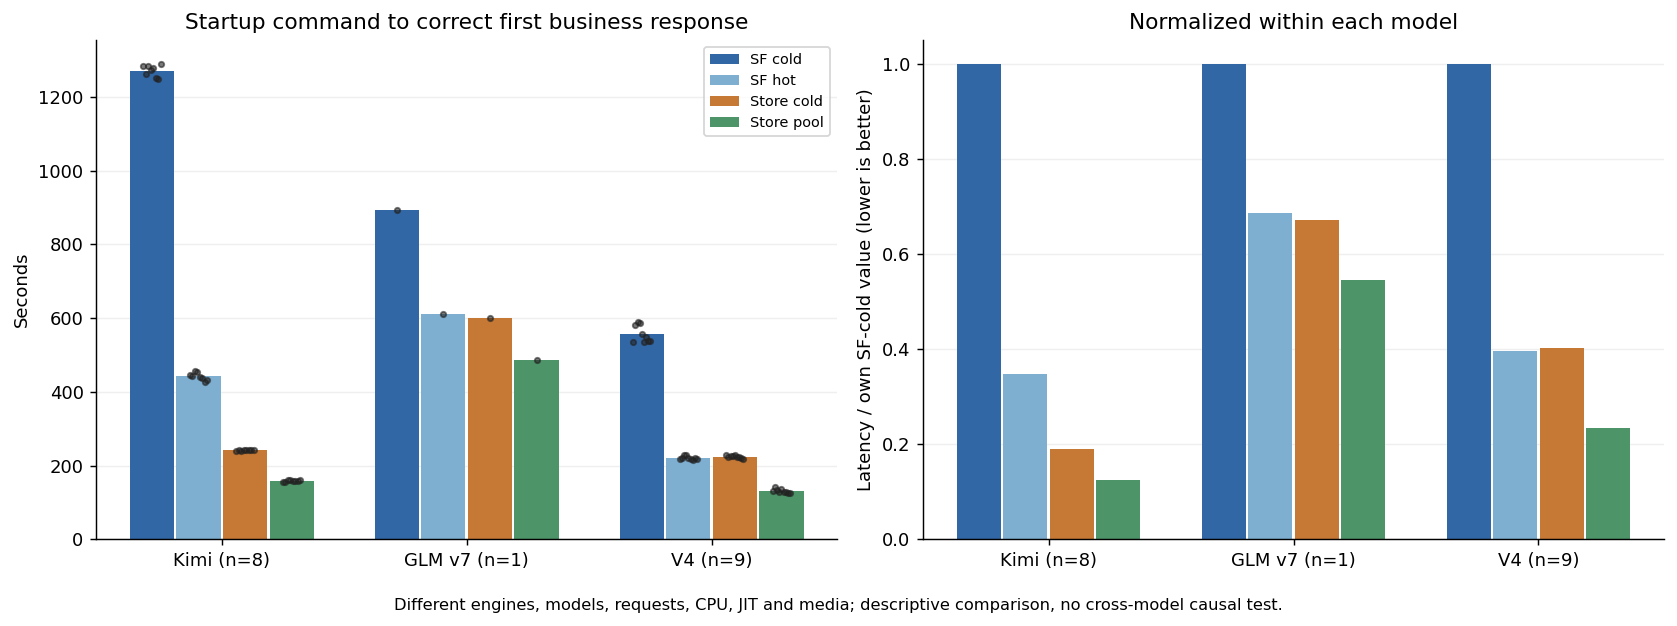 Startup command to correct first business response
Seconds
1200
1000
800
600
400
200
0
SF cold
SF hot
Store cold
Store pool
Kimi (n=8)
GLM v7 (n=1)
V4 (n=9)
Normalized within each model
Latency / own SF-cold value (lower is better)
1.0
0.8
0.6
0.4
0.2
0.0
Kimi (n=8)
GLM v7 (n=1)
V4 (n=9)
Different engines, models, requests, CPU, JIT and media; descriptive comparison, no cross-model causal test.